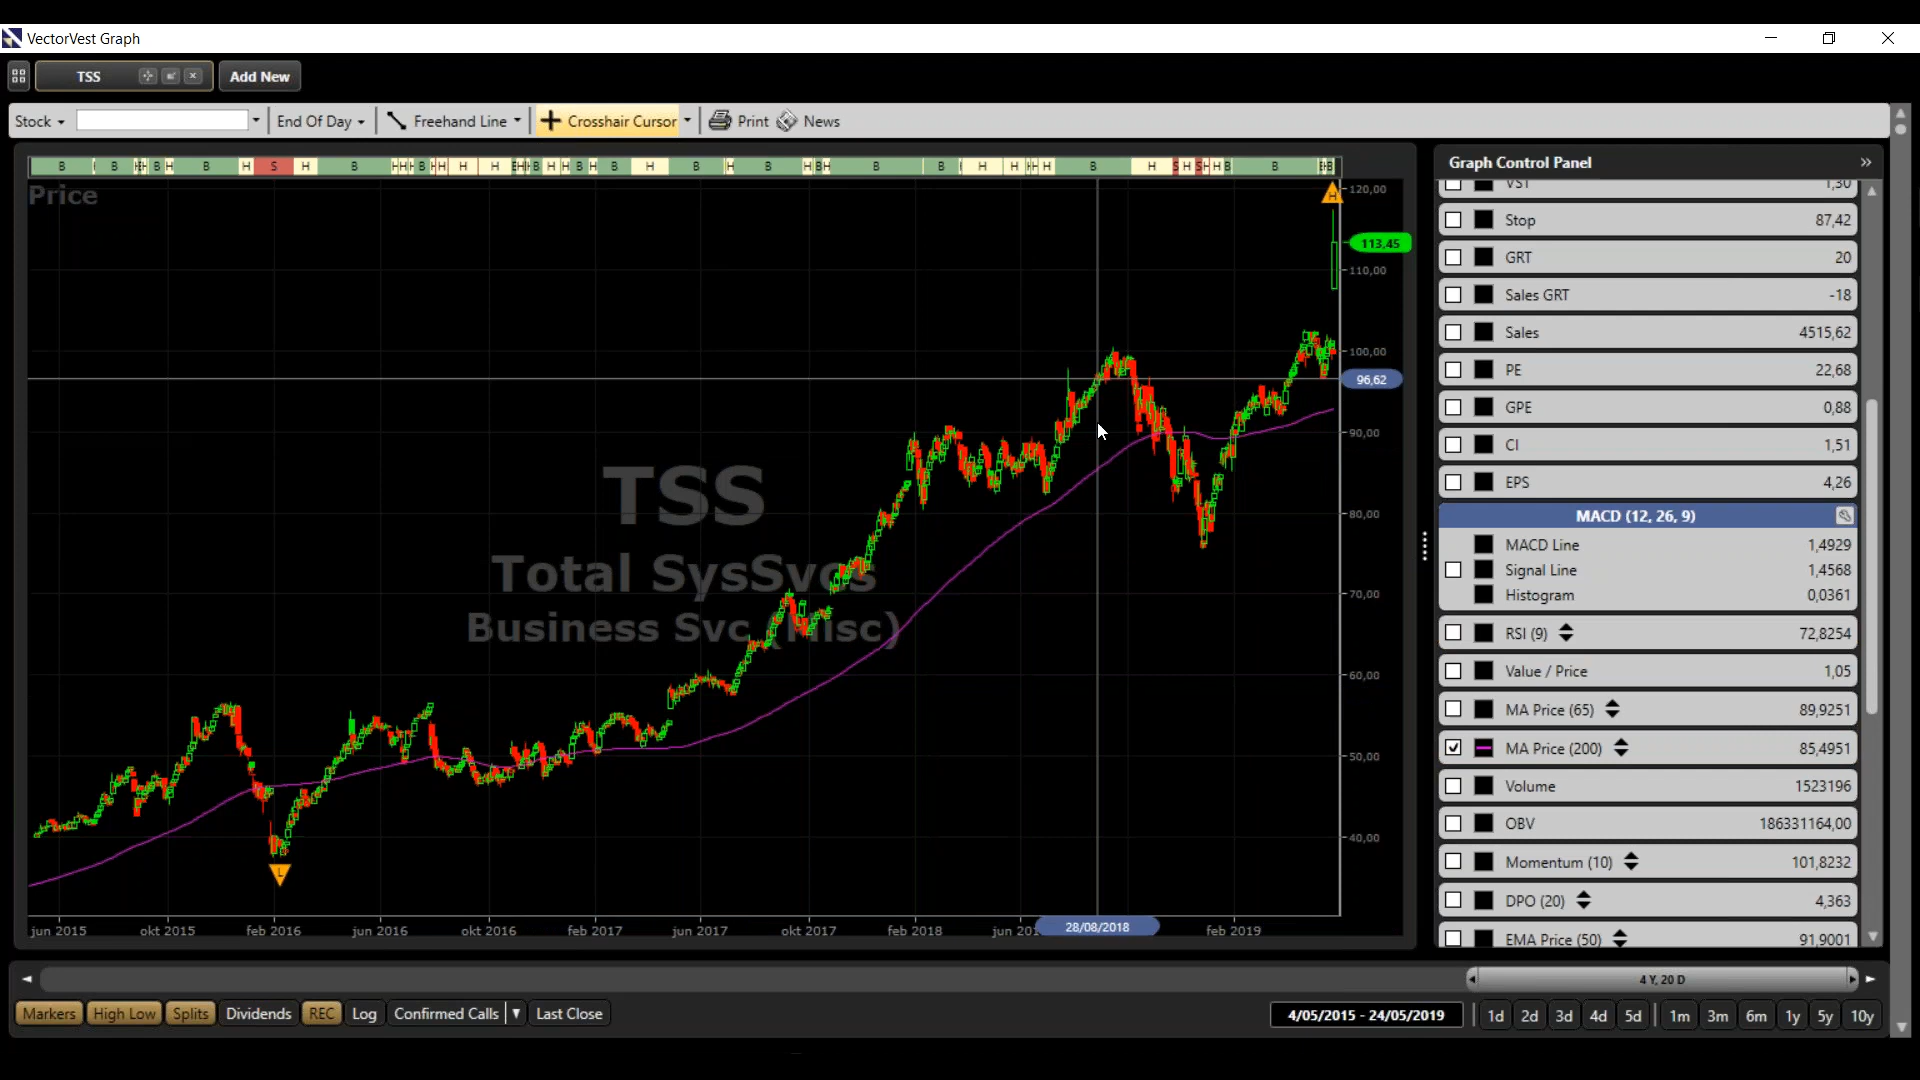 VectorVest Graph
TSS
Add New
Stock
End Of Day
Freehand Line
Crosshair Cursor
Print
News
B B H B H B H S H B H H H B H H H H E H B H H B H B H B H B H B H B B H H H H B H S H S H H B B B
Price
H
120,00
113,45
110,00
100,00
96,62
90,00
80,00
70,00
60,00
50,00
40,00
TSS
Total SysSvcs
Business Svc (Misc)
L
jun 2015
okt 2015
feb 2016
jun 2016
okt 2016
feb 2017
jun 2017
okt 2017
feb 2018
jun 201
28/08/2018
feb 2019
Graph Control Panel
VST 1,30
Stop 87,42
GRT 20
Sales GRT -18
Sales 4515,62
PE 22,68
GPE 0,88
CI 1,51
EPS 4,26
MACD (12, 26, 9)
MACD Line 1,4929
Signal Line 1,4568
Histogram 0,0361
RSI (9) 72,8254
Value / Price 1,05
MA Price (65) 89,9251
MA Price (200) 85,4951
Volume 1523196
OBV 186331164,00
Momentum (10) 101,8232
DPO (20) 4,363
EMA Price (50) 91,9001
4 Y, 20 D
Markers
High Low
Splits
Dividends
REC
Log
Confirmed Calls
Last Close
4/05/2015 - 24/05/2019
1d
2d
3d
4d
5d
1m
3m
6m
1y
5y
10y